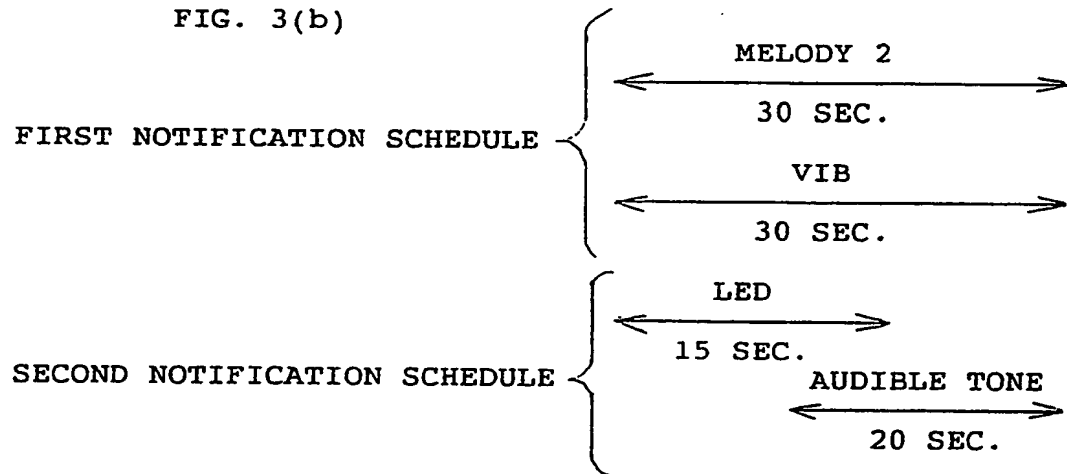 FIG. 3(b)
MELODY 2
30 SEC.
FIRST NOTIFICATION SCHEDULE
VIB
30 SEC.
LED
15 SEC.
SECOND NOTIFICATION SCHEDULE
AUDIBLE TONE
20 SEC.